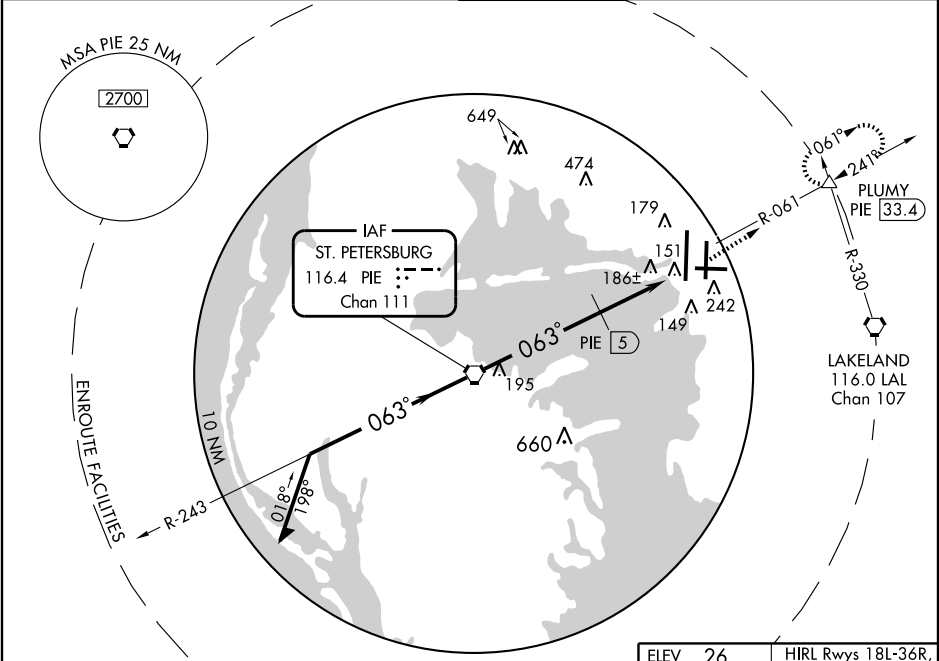 MSA PIE 25 NM
2700
649
474
179
151
186±
242
149
061°
241°
PLUMY
PIE 33.4
R-061
R-330
IAF
ST. PETERSBURG
116.4 PIE
Chan 111
063°
PIE 5
195
063°
660
LAKELAND
116.0 LAL
Chan 107
10 NM
ENROUTE FACILITIES
R-243
018°
198°
ELEV 26
HIRL Rwys 18L-36R,